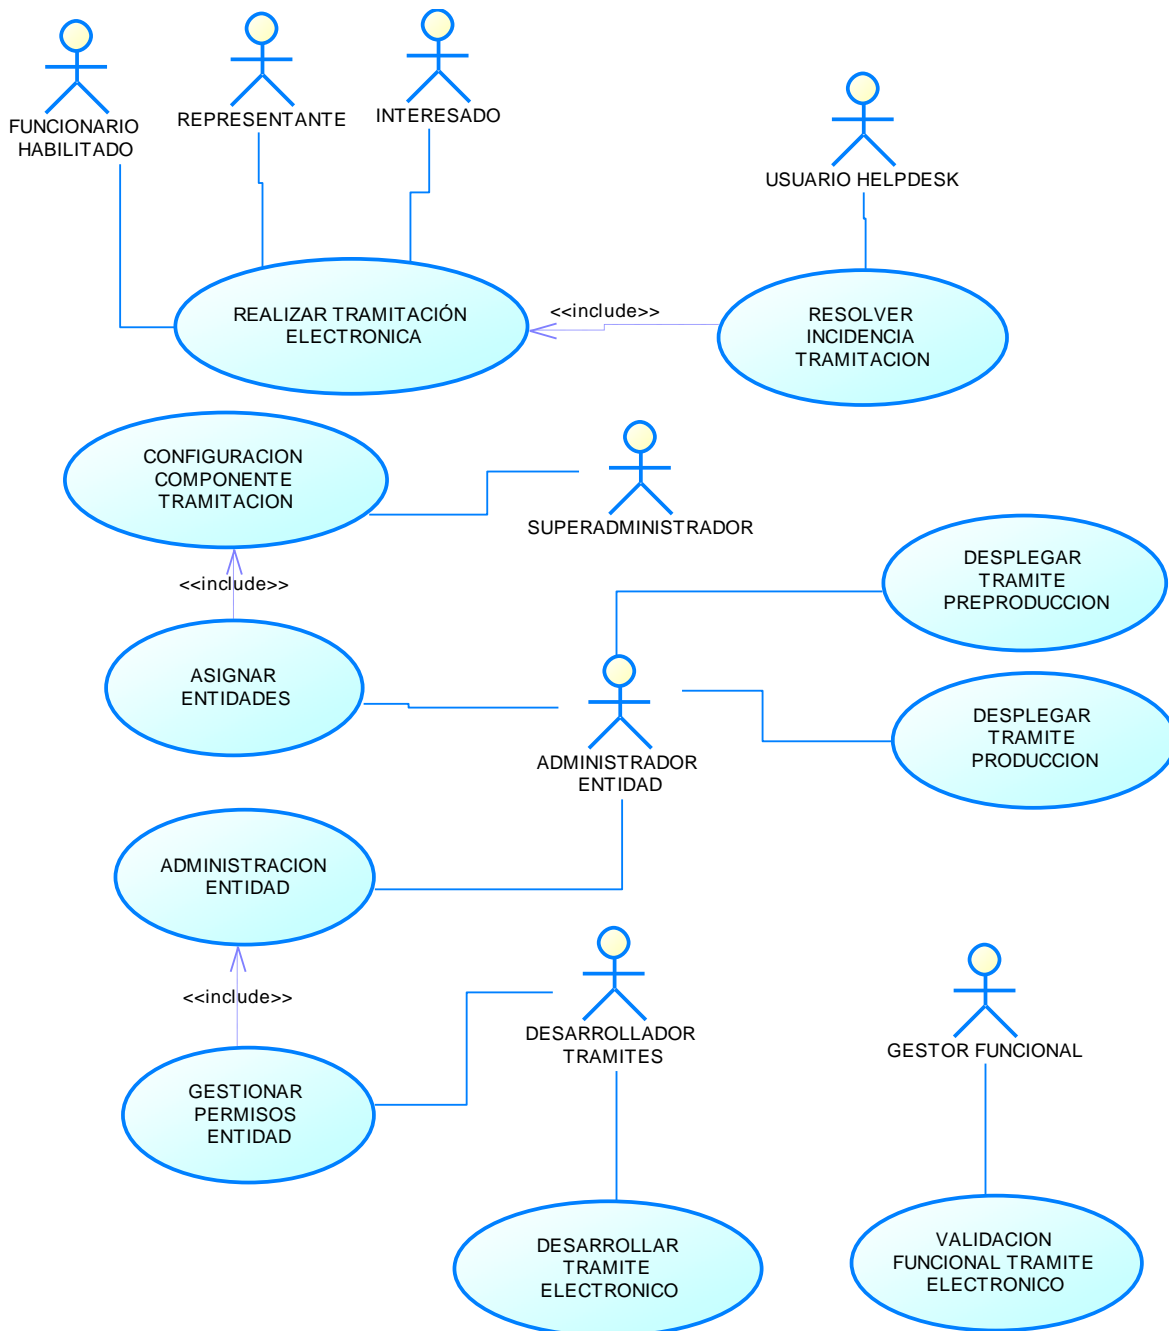 FUNCIONARIO
HABILITADO
REPRESENTANTE
INTERESADO
USUARIO HELPDESK
REALIZAR TRAMITACIÓN
ELECTRONICA
<<include>>
RESOLVER
INCIDENCIA
TRAMITACION
CONFIGURACION
COMPONENTE
TRAMITACION
SUPERADMINISTRADOR
<<include>>
DESPLEGAR
TRAMITE
PREPRODUCCION
ASIGNAR
ENTIDADES
ADMINISTRADOR
ENTIDAD
DESPLEGAR
TRAMITE
PRODUCCION
ADMINISTRACION
ENTIDAD
<<include>>
DESARROLLADOR
TRAMITES
GESTOR FUNCIONAL
GESTIONAR
PERMISOS
ENTIDAD
DESARROLLAR
TRAMITE
ELECTRONICO
VALIDACION
FUNCIONAL TRAMITE
ELECTRÓNICO